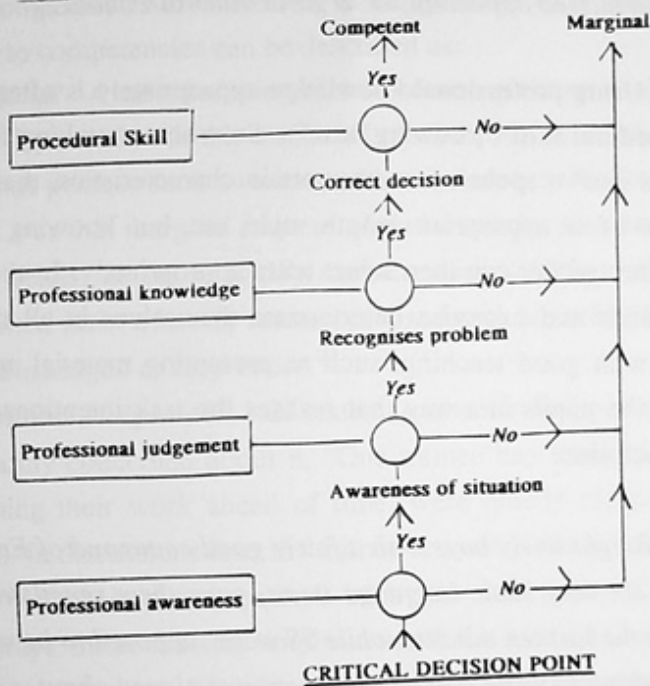 Competent Marginal
Yes
Procedural Skill No
Correct decision
Yes
Professional knowledge No
Recognises problem
Yes
Professional judgement No
Awareness of situation
Yes
Professional awareness No
CRITICAL DECISION POINT